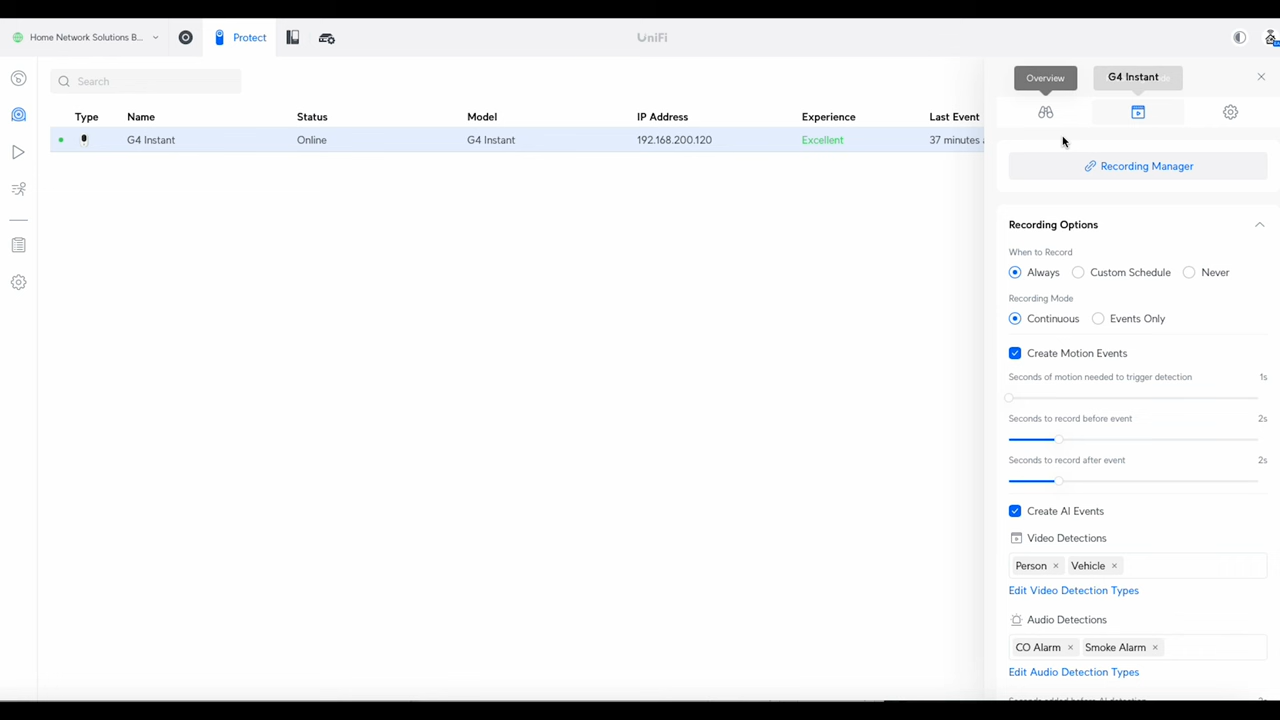 Home Network Solutions B...
Protect
UniFi
Search
Overview
G4 Instant
Type Name Status Model IP Address Experience Last Event
G4 Instant Online G4 Instant 192.168.200.120 Excellent 37 minutes
Recording Manager
Recording Options
When to Record
Always Custom Schedule Never
Recording Mode
Continuous Events Only
Create Motion Events
Seconds of motion needed to trigger detection 1s
Seconds to record before event 2s
Seconds to record after event 2s
Create AI Events
Video Detections
Person × Vehicle ×
Edit Video Detection Types
Audio Detections
CO Alarm × Smoke Alarm ×
Edit Audio Detection Types